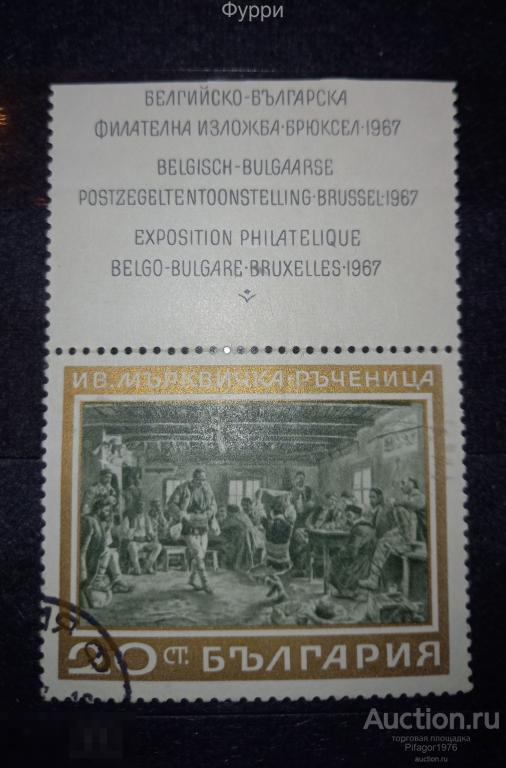 Фурри
БЕЛГИЙСКО-БЪЛГАРСКА
ФИЛАТЕЛНА ИЗЛОЖБА·БРЮКСЕЛ·1967
BELGISCH-BULGAARSE
POSTZEGELTENTOONSTELLING·BRUSSEL·1967
EXPOSITION PHILATELIQUE
BELGO-BULGARE·BRUXELLES·1967
ИВ. МЪРКВИЧКА·РЪЧЕНИЦА
20 СТ. БЪЛГАРИЯ
Auction.ru
торговая площадка
Pifagor1976
auction.ru